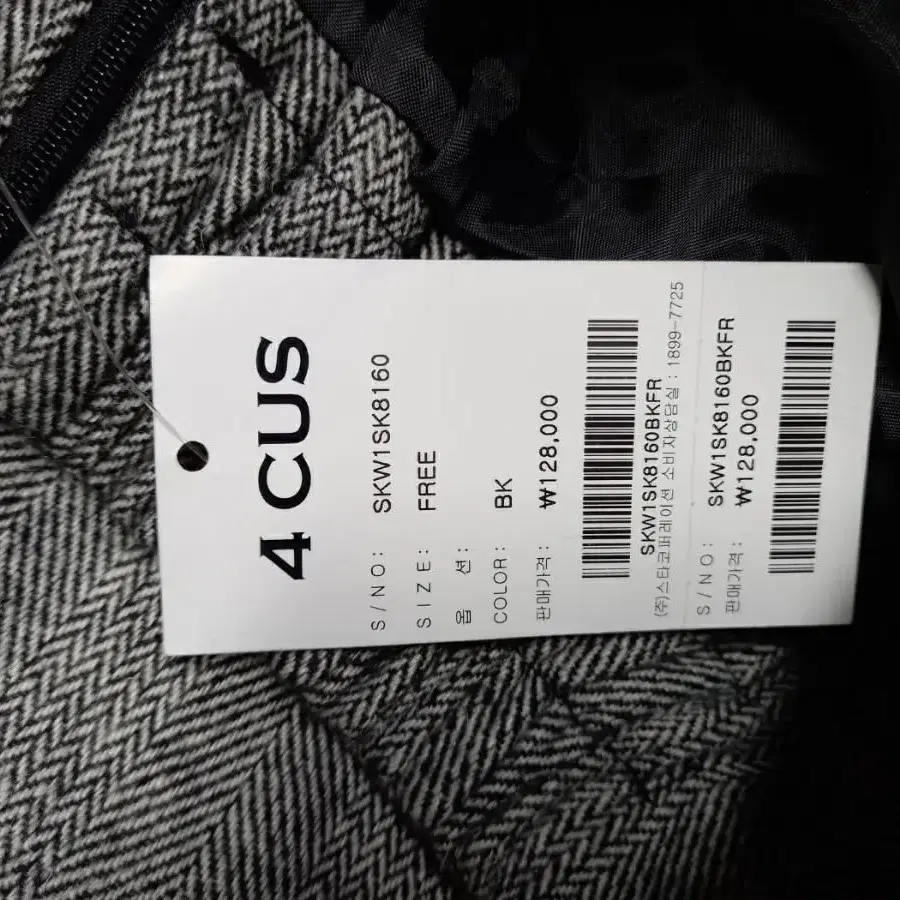 4 CUS
S/NO: SKW1SK8160
SIZE: FREE
옵 션:
COLOR: BK
판매가격: ₩128,000
SKW1SK8160BKFR
(주)스타코퍼레이션 소비자상담실 : 1899-7725
S/NO: SKW1SK8160BKFR
판매가격: ₩128,000